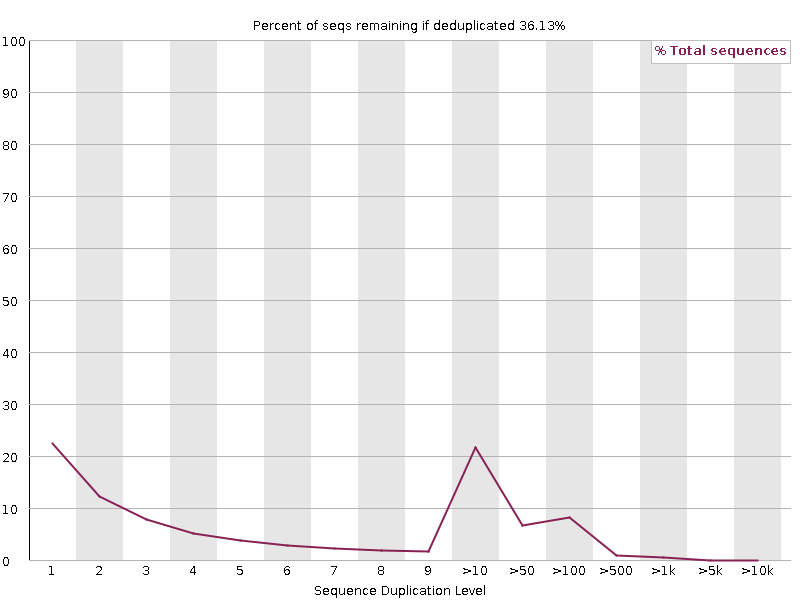 Percent of seqs remaining if deduplicated 36.13%
% Total sequences
100
90
80
70
60
50
40
30
20
10
0
1 2 3 4 5 6 7 8 9 >10 >50 >100 >500 >1k >5k >10k
Sequence Duplication Level